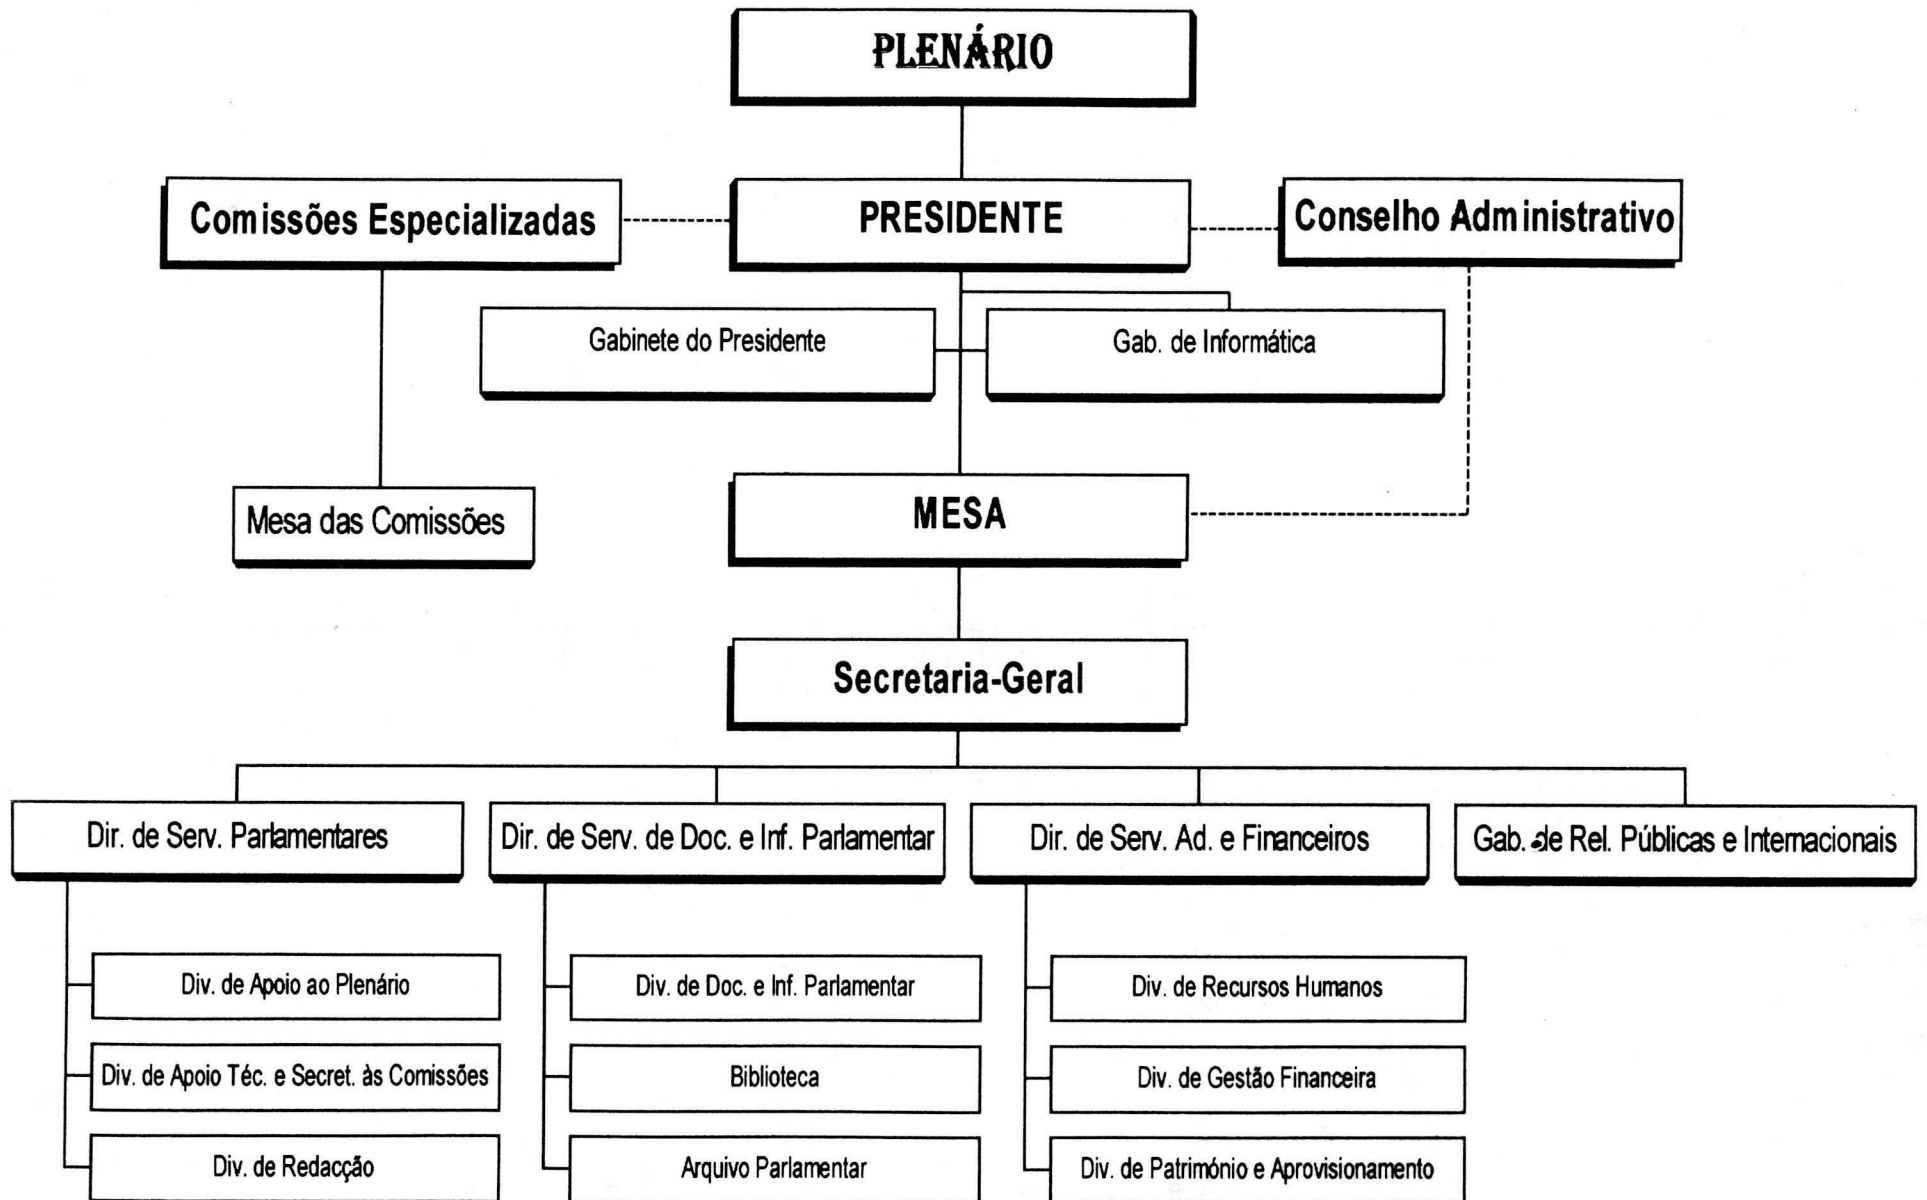 PLENÁRIO
Comissões Especializadas
PRESIDENTE
Conselho Administrativo
Gabinete do Presidente
Gab. de Informática
Mesa das Comissões
MESA
Secretaria-Geral
Dir. de Serv. Parlamentares
Dir. de Serv. de Doc. e Inf. Parlamentar
Dir. de Serv. Ad. e Financeiros
Gab. de Rel. Públicas e Internacionais
Div. de Apoio ao Plenário
Div. de Doc. e Inf. Parlamentar
Div. de Recursos Humanos
Div. de Apoio Téc. e Secret. às Comissões
Biblioteca
Div. de Gestão Financeira
Div. de Redacção
Arquivo Parlamentar
Div. de Património e Aprovisionamento